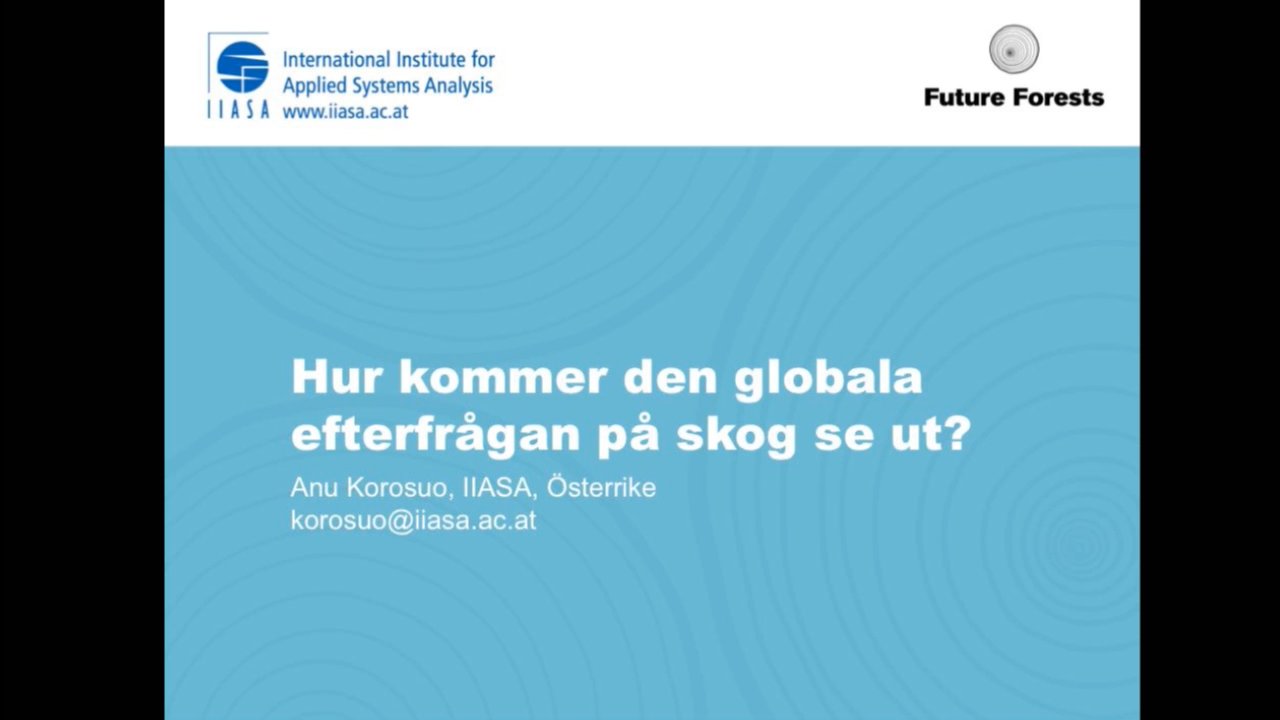 International Institute for
Applied Systems Analysis
IIASA www.iiasa.ac.at
Future Forests
Hur kommer den globala
efterfrågan på skog se ut?
Anu Korosuo, IIASA, Österrike
korosuo@iiasa.ac.at